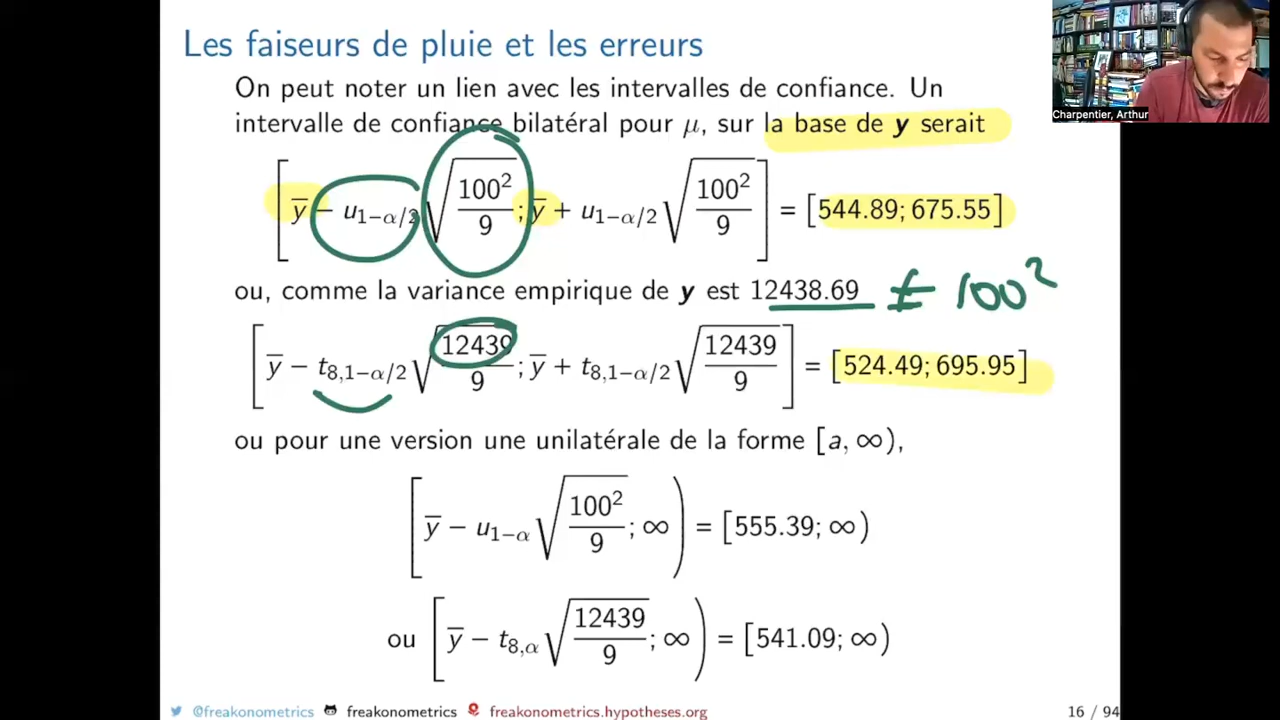 Les faiseurs de pluie et les erreurs
Charpentier, Arthur
On peut noter un lien avec les intervalles de confiance. Un
intervalle de confiance bilatéral pour μ, sur la base de y serait
[y̅ − u₁₋α/₂ √(100²/9) ; y̅ + u₁₋α/₂ √(100²/9)] = [544.89; 675.55]
ou, comme la variance empirique de y est 12438.69 ≠ 100²
[y̅ − t₈,₁₋α/₂ √(12439/9) ; y̅ + t₈,₁₋α/₂ √(12439/9)] = [524.49; 695.95]
ou pour une version une unilatérale de la forme [a, ∞),
[y̅ − u₁₋α √(100²/9) ; ∞) = [555.39; ∞)
ou [y̅ − t₈,α √(12439/9) ; ∞) = [541.09; ∞)
@freakonometrics freakonometrics freakonometrics.hypotheses.org 16 / 94